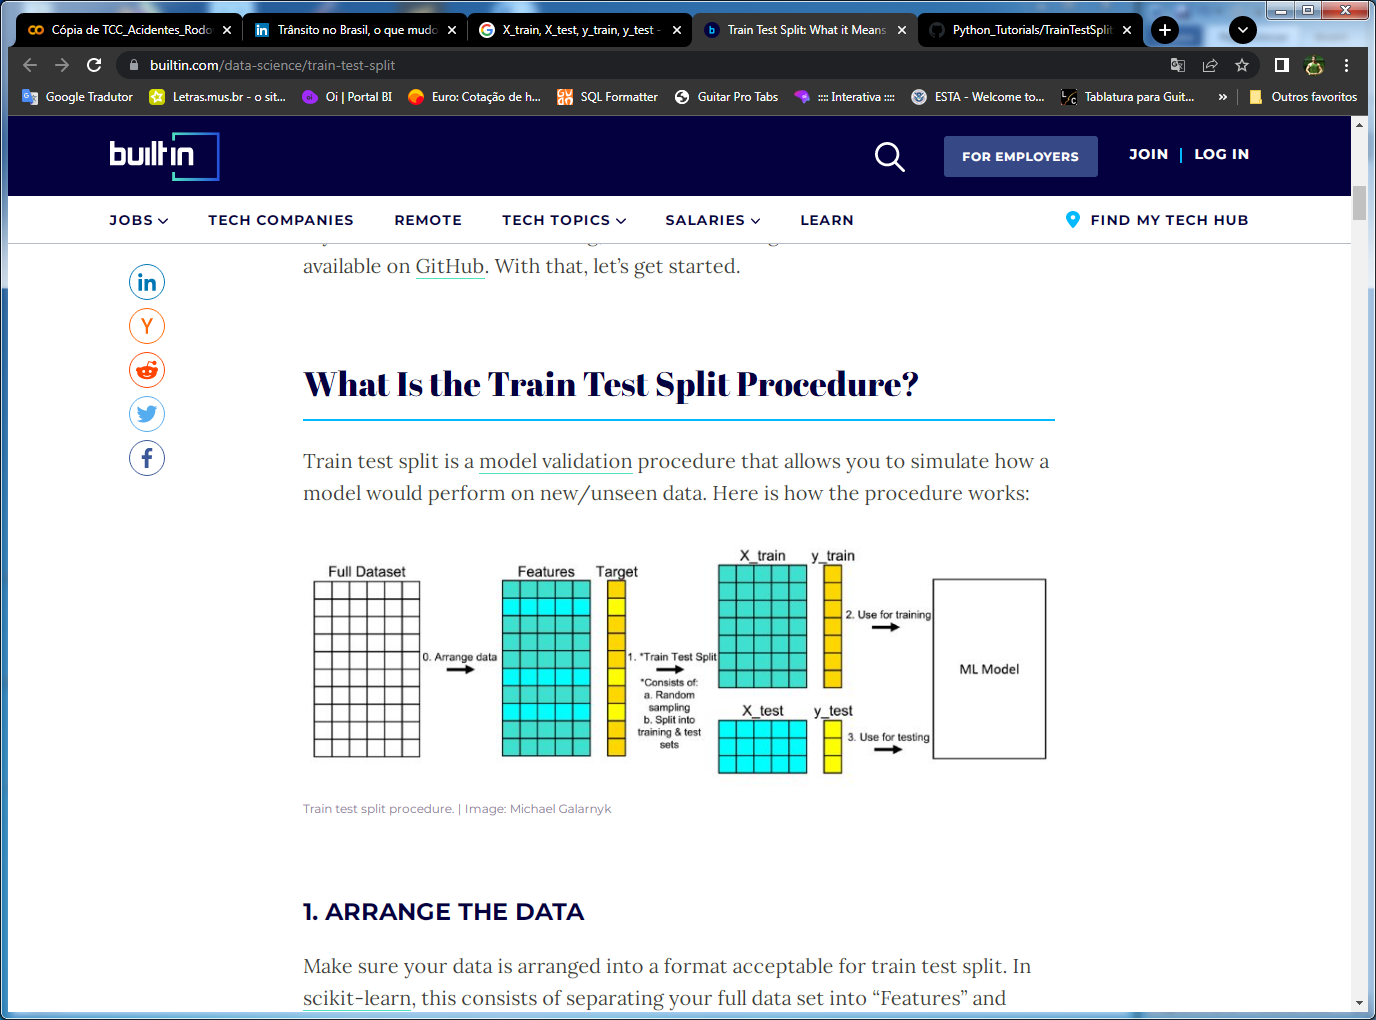 Cópia de TCC_Acidentes_Rodo
Trânsito no Brasil, o que mudo
X_train, X_test, y_train, y_test -
Train Test Split: What it Means
Python_Tutorials/TrainTestSplit
builtin.com/data-science/train-test-split
Google Tradutor
Letras.mus.br - o sit...
Oi | Portal BI
Euro: Cotação de h...
SQL Formatter
Guitar Pro Tabs
:::: Interativa ::::
ESTA - Welcome to...
Tablatura para Guit...
»
Outros favoritos
builtin
FOR EMPLOYERS
JOIN | LOG IN
JOBS
TECH COMPANIES
REMOTE
TECH TOPICS
SALARIES
LEARN
FIND MY TECH HUB
available on GitHub. With that, let’s get started.
What Is the Train Test Split Procedure?
Train test split is a model validation procedure that allows you to simulate how a
model would perform on new/unseen data. Here is how the procedure works:
Full Dataset
0. Arrange data
Features
Target
1. *Train Test Split
*Consists of:
a. Random
sampling
b. Split into
training & test
sets
X_train
y_train
2. Use for training
X_test
y_test
3. Use for testing
ML Model
Train test split procedure. | Image: Michael Galarnyk
1. ARRANGE THE DATA
Make sure your data is arranged into a format acceptable for train test split. In
scikit-learn, this consists of separating your full data set into “Features” and